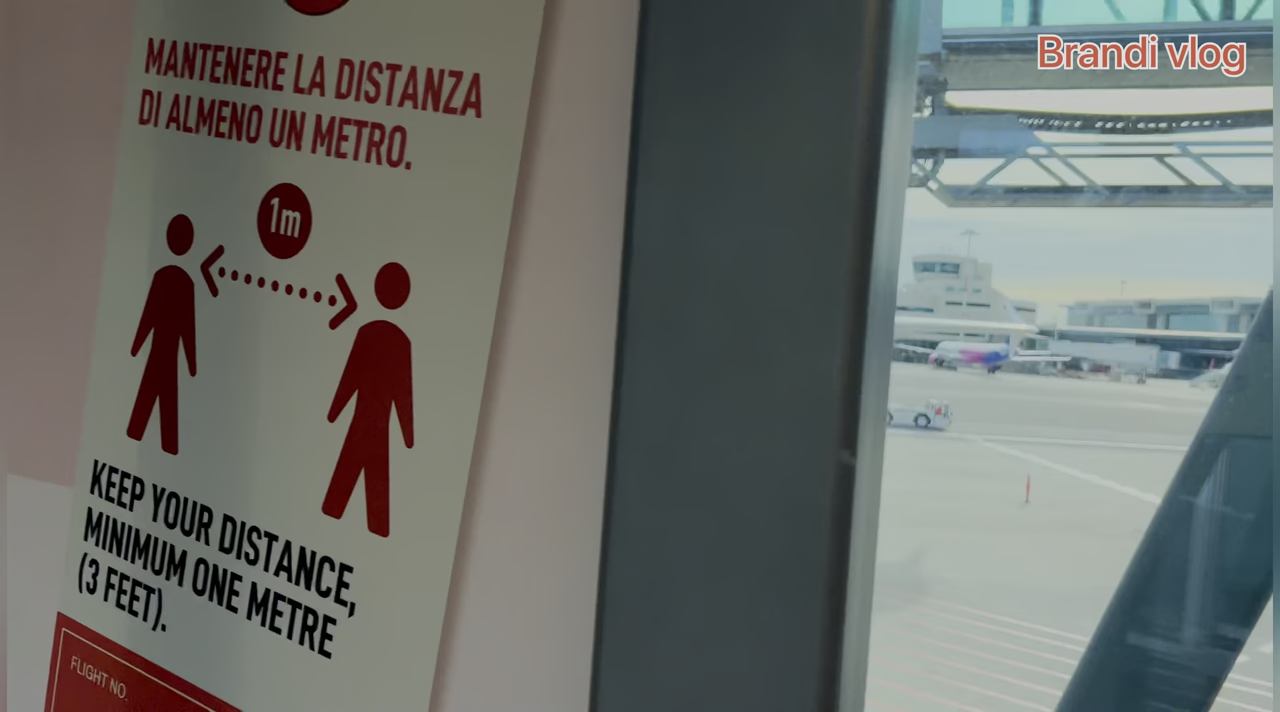 Brandi vlog
MANTENERE LA DISTANZA
DI ALMENO UN METRO.
1m
KEEP YOUR DISTANCE,
MINIMUM ONE METRE
(3 FEET).
FLIGHT NO.